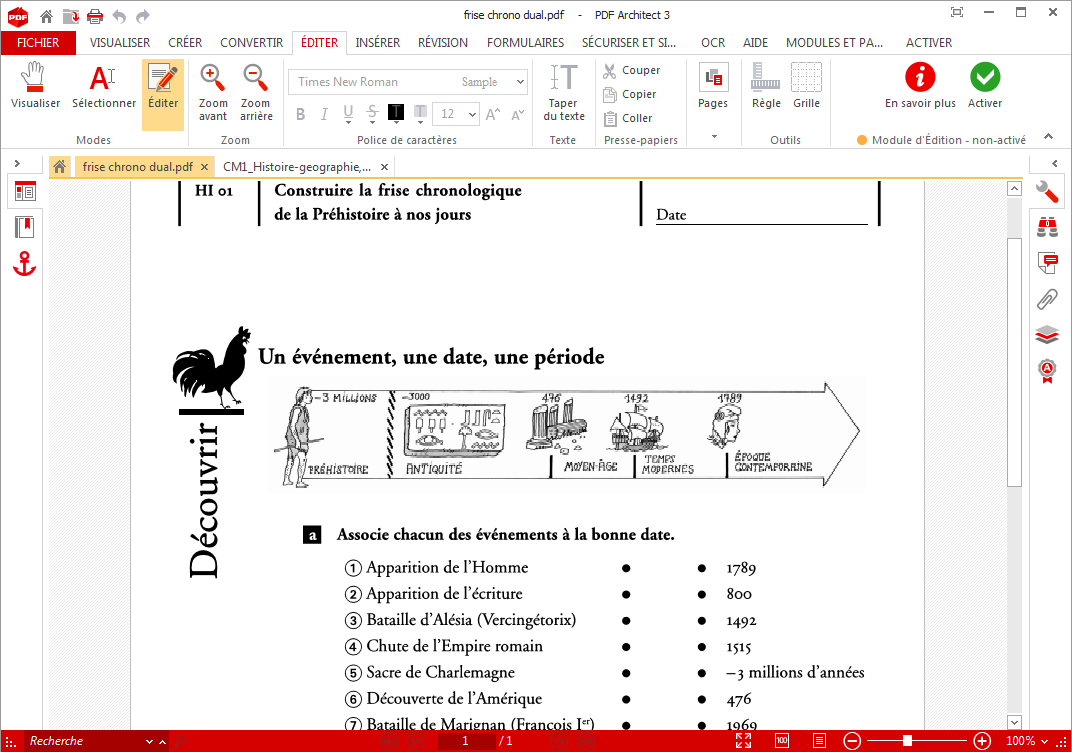 frise chrono dual.pdf - PDF Architect 3
FICHIER VISUALISER CRÉER CONVERTIR ÉDITER INSÉRER RÉVISION FORMULAIRES SÉCURISER ET SI... OCR AIDE MODULES ET PA... ACTIVER
Visualiser Sélectionner Éditer
Modes
Zoom avant
Zoom arrière
Zoom
Times New Roman Sample
B I U S T 12 A A
Police de caractères
Taper du texte
Texte
Couper
Copier
Coller
Presse-papiers
Pages
Règle Grille
Outils
En savoir plus Activer
Module d'Édition - non-activé
frise chrono dual.pdf CM1_Histoire-geographie,...
HI 01
Construire la frise chronologique
de la Préhistoire à nos jours
Date
Découvrir
Un événement, une date, une période
-3 MILLIONS -3000 476 1492 1789
PRÉHISTOIRE ANTIQUITÉ MOYEN-ÂGE TEMPS MODERNES ÉPOQUE CONTEMPORAINE
a Associe chacun des événements à la bonne date.
① Apparition de l'Homme • • 1789
② Apparition de l'écriture • • 800
③ Bataille d'Alésia (Vercingétorix) • • 1492
④ Chute de l'Empire romain • • 1515
⑤ Sacre de Charlemagne • • –3 millions d'années
⑥ Découverte de l'Amérique • • 476
⑦ Bataille de Marignan (François Ier) • • 1969
Recherche 1 / 1 100 100%